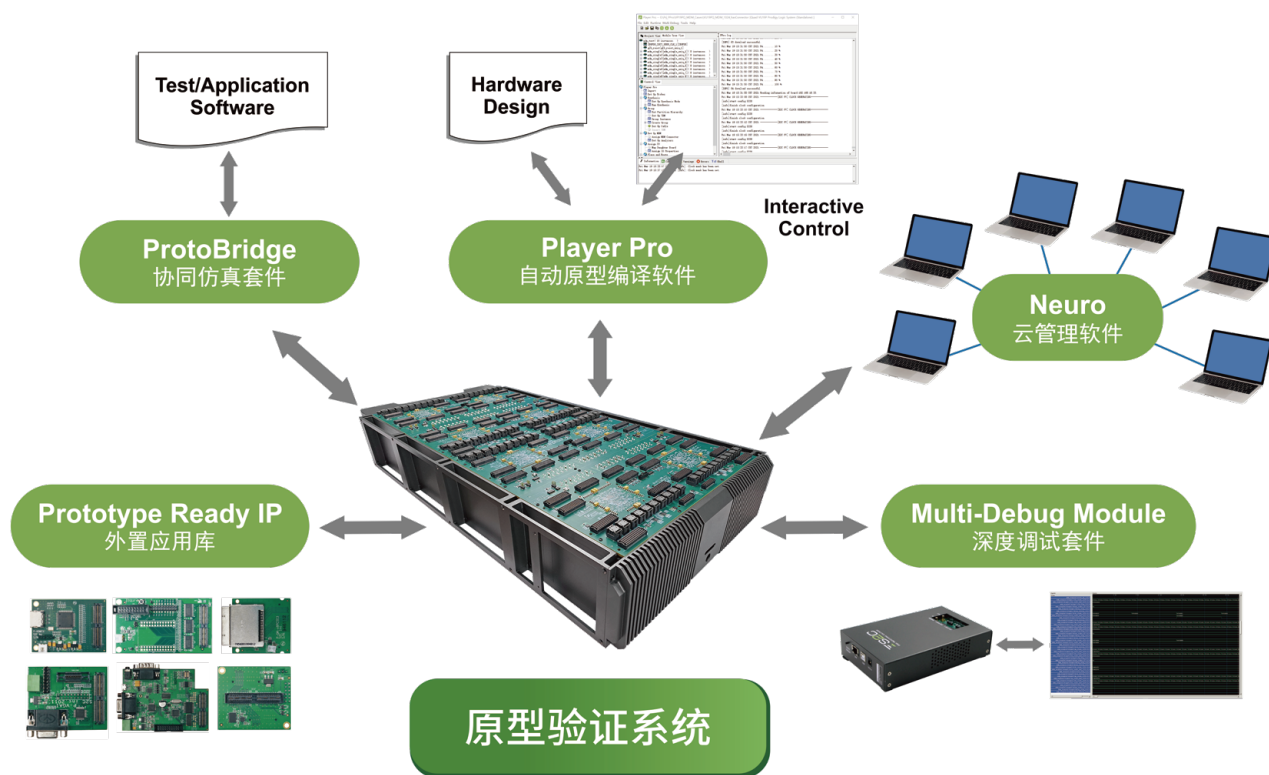 Test/Application
Software
Hardware
Design
Interactive
Control
ProtoBridge
协同仿真套件
Player Pro
自动原型编译软件
Neuro
云管理软件
Prototype Ready IP
外置应用库
Multi-Debug Module
深度调试套件
原型验证系统